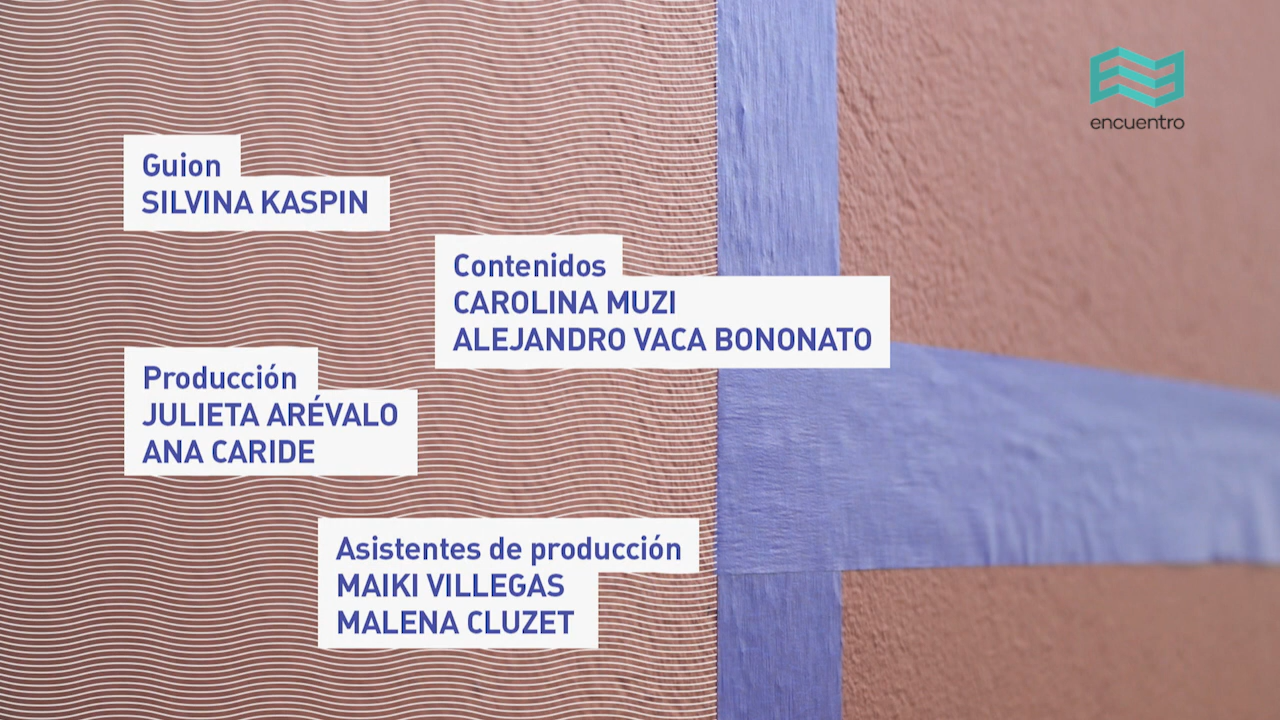 encuentro
Guion
SILVINA KASPIN
Contenidos
CAROLINA MUZI
ALEJANDRO VACA BONONATO
Producción
JULIETA ARÉVALO
ANA CARIDE
Asistentes de producción
MAIKI VILLEGAS
MALENA CLUZET